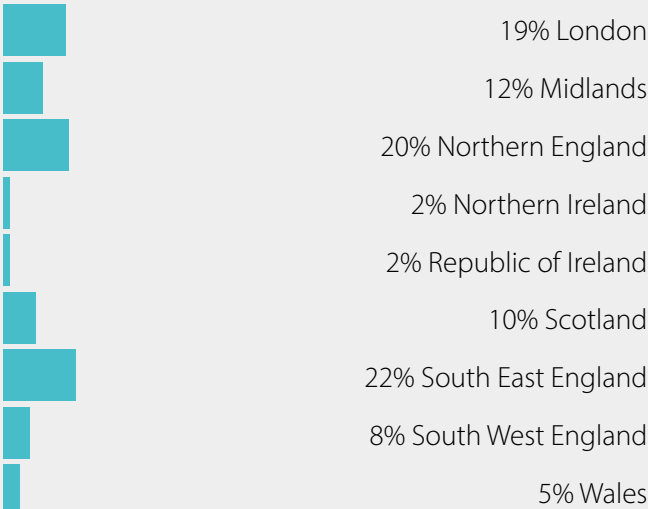 19% London
12% Midlands
20% Northern England
2% Northern Ireland
2% Republic of Ireland
10% Scotland
22% South East England
8% South West England
5% Wales